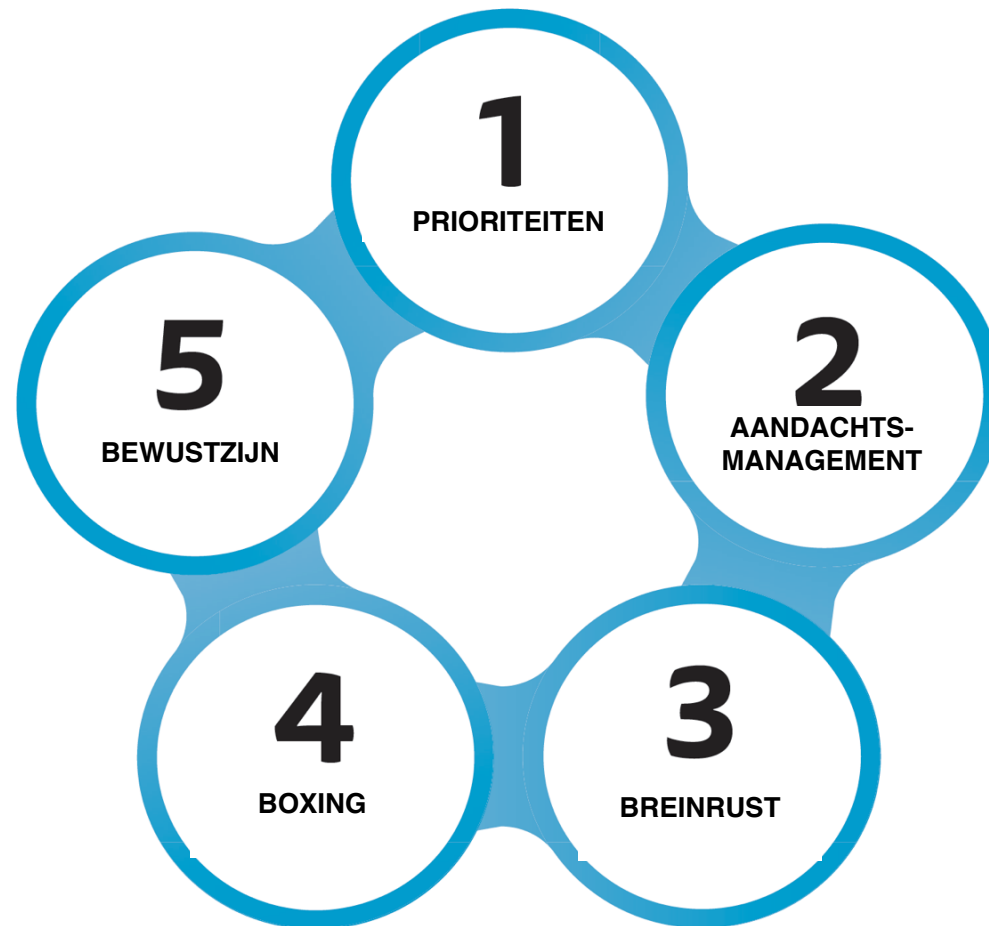 1
PRIORITEITEN
2
AANDACHTS-
MANAGEMENT
3
BREINRUST
4
BOXING
5
BEWUSTZIJN